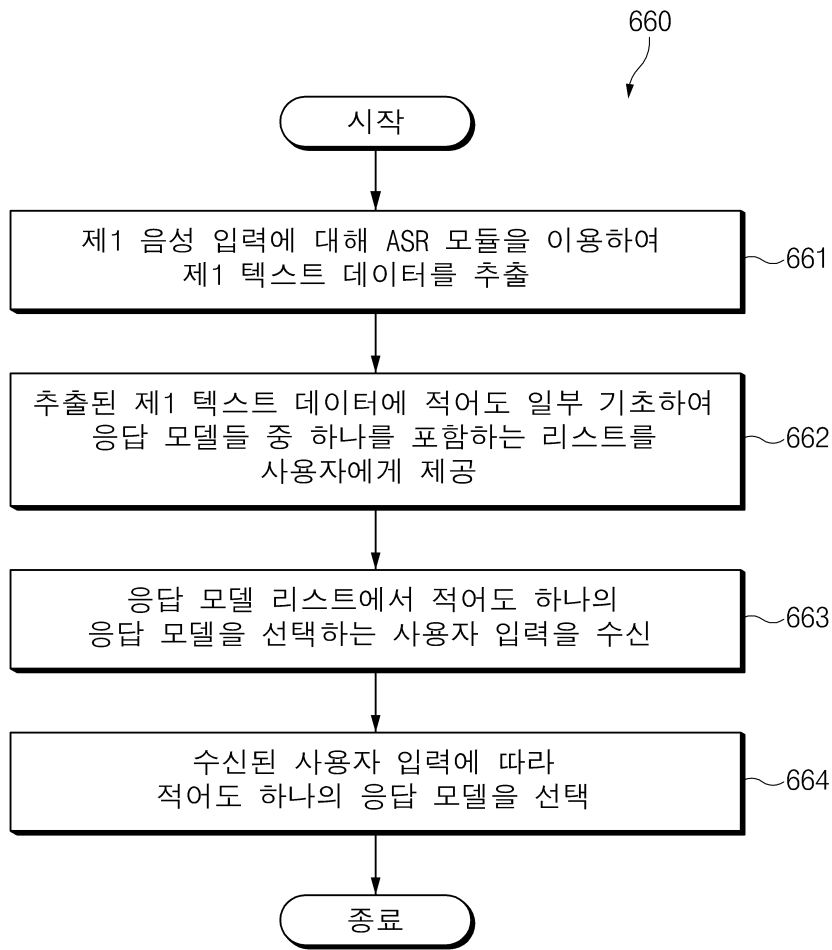 660
시작
제1 음성 입력에 대해 ASR 모듈을 이용하여
제1 텍스트 데이터를 추출
661
추출된 제1 텍스트 데이터에 적어도 일부 기초하여
응답 모델들 중 하나를 포함하는 리스트를
사용자에게 제공
662
응답 모델 리스트에서 적어도 하나의
응답 모델을 선택하는 사용자 입력을 수신
663
수신된 사용자 입력에 따라
적어도 하나의 응답 모델을 선택
664
종료